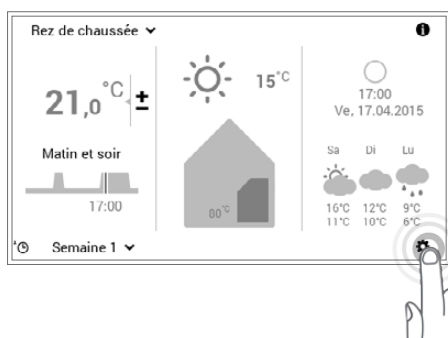 Rez de chaussée
21,0°C ±
15°C
17:00
Ve, 17.04.2015
Matin et soir
17:00
80°C
Sa Di Lu
16°C 12°C 9°C
11°C 10°C 6°C
Semaine 1